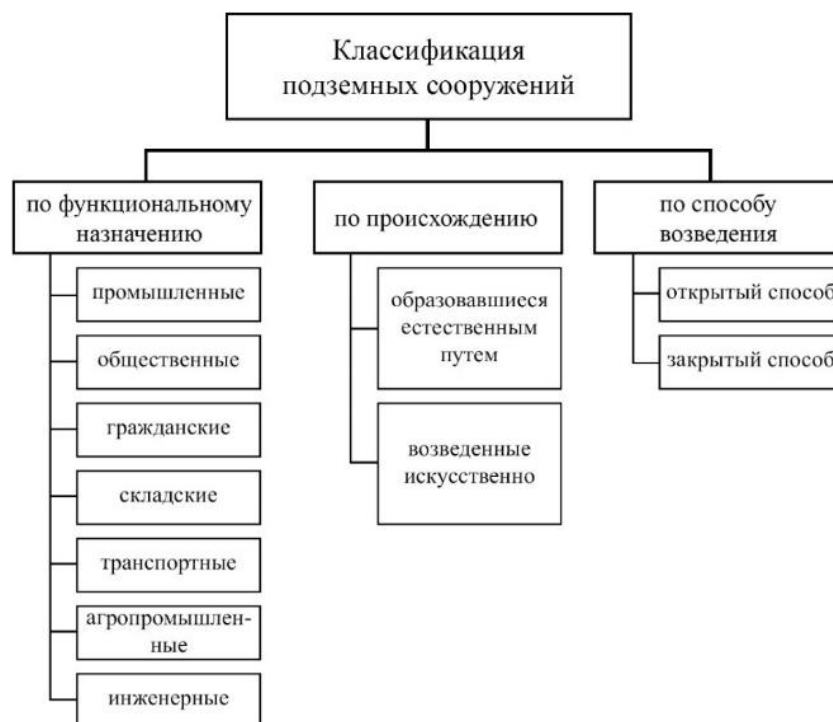 Классификация
подземных сооружений
по функциональному
назначению
промышленные
общественные
гражданские
складские
транспортные
агропромышлен-
ные
инженерные
по происхождению
образовавшиеся
естественным
путем
возведенные
искусственно
по способу
возведения
открытый способ
закрытый способ